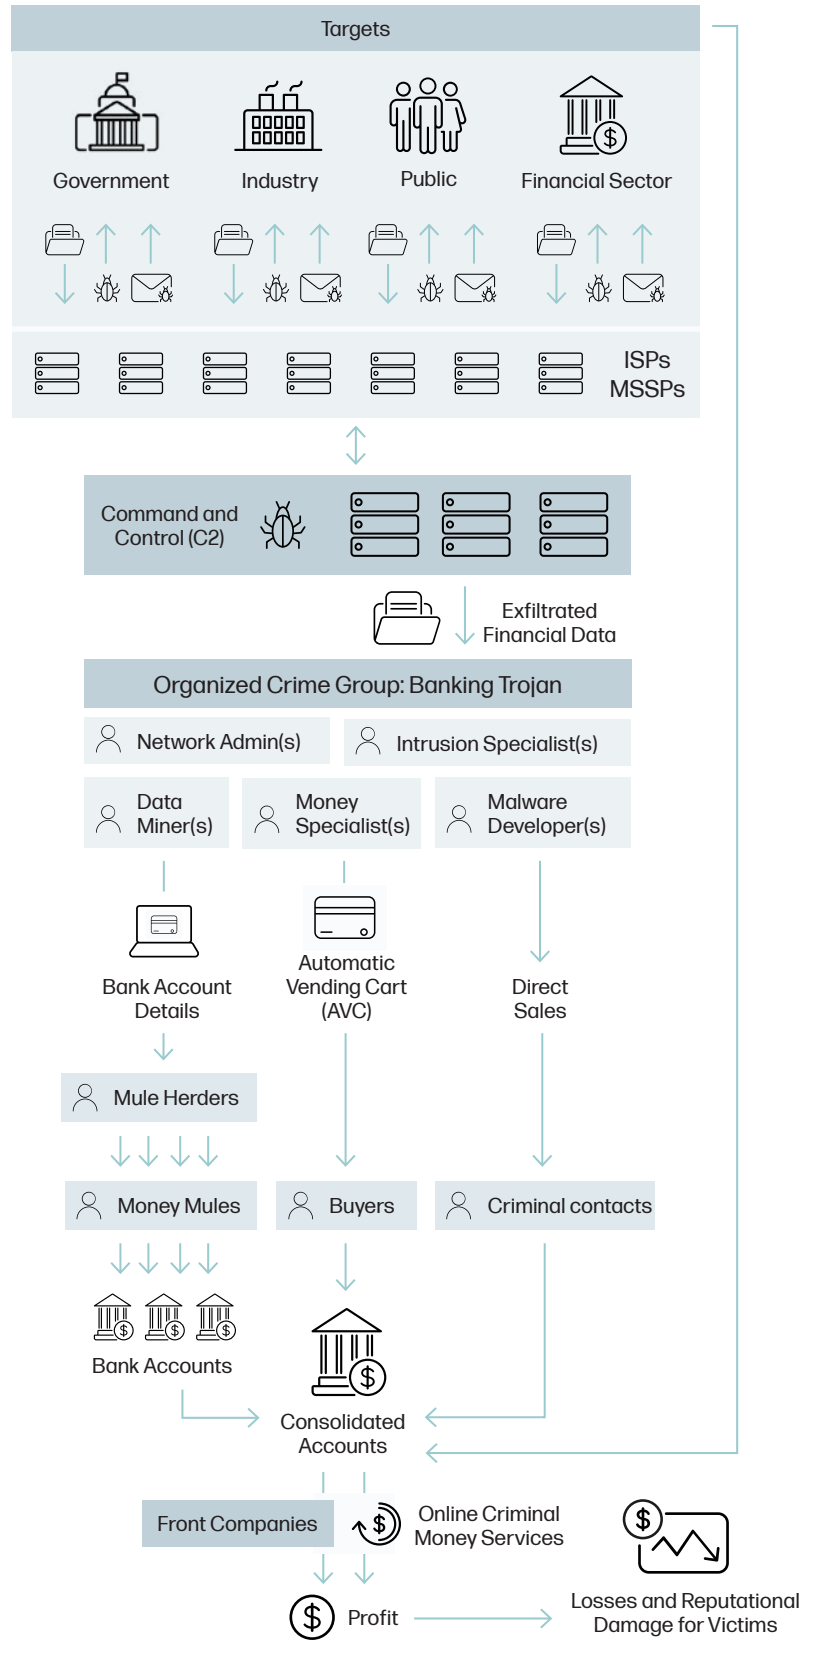 Targets
Government
Industry
Public
Financial Sector
ISPs
MSSPs
Command and
Control (C2)
Exfiltrated
Financial Data
Organized Crime Group: Banking Trojan
Network Admin(s)
Intrusion Specialist(s)
Data
Miner(s)
Money
Specialist(s)
Malware
Developer(s)
Bank Account
Details
Automatic
Vending Cart
(AVC)
Direct
Sales
Mule Herders
Money Mules
Buyers
Criminal contacts
Bank Accounts
Consolidated
Accounts
Front Companies
Online Criminal
Money Services
Profit
Losses and Reputational
Damage for Victims